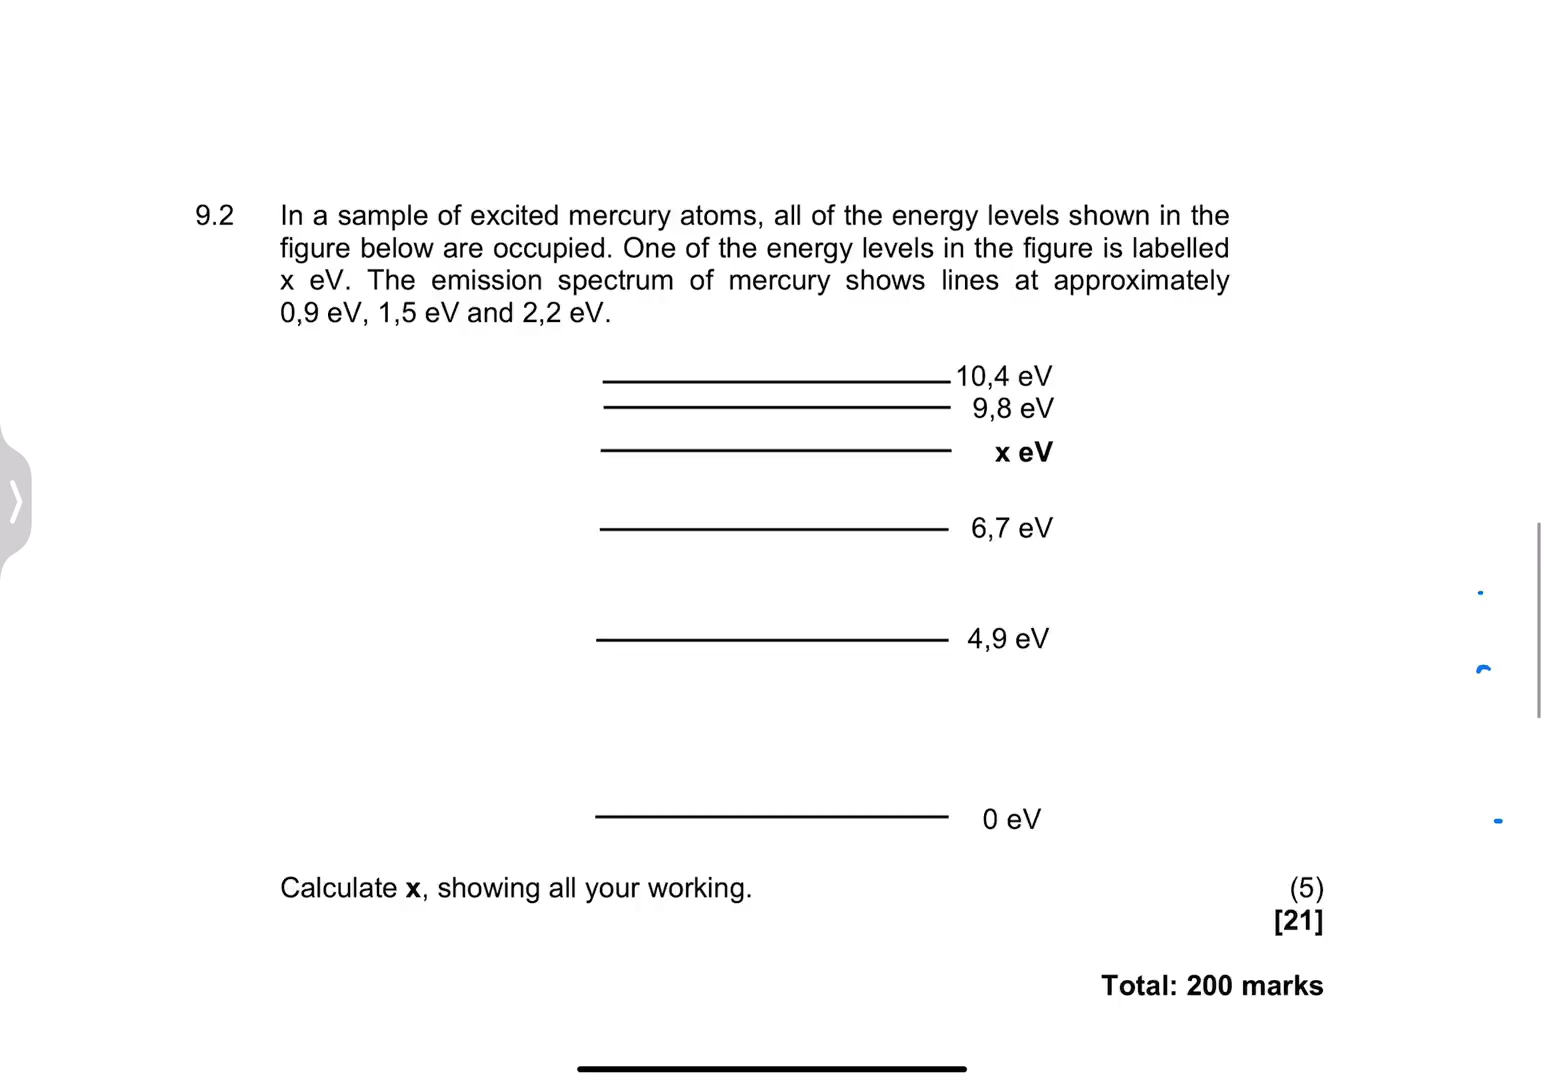 9.2 In a sample of excited mercury atoms, all of the energy levels shown in the
figure below are occupied. One of the energy levels in the figure is labelled
x eV. The emission spectrum of mercury shows lines at approximately
0,9 eV, 1,5 eV and 2,2 eV.
10,4 eV
9,8 eV
x eV
6,7 eV
4,9 eV
0 eV
Calculate x, showing all your working. (5)
[21]
Total: 200 marks